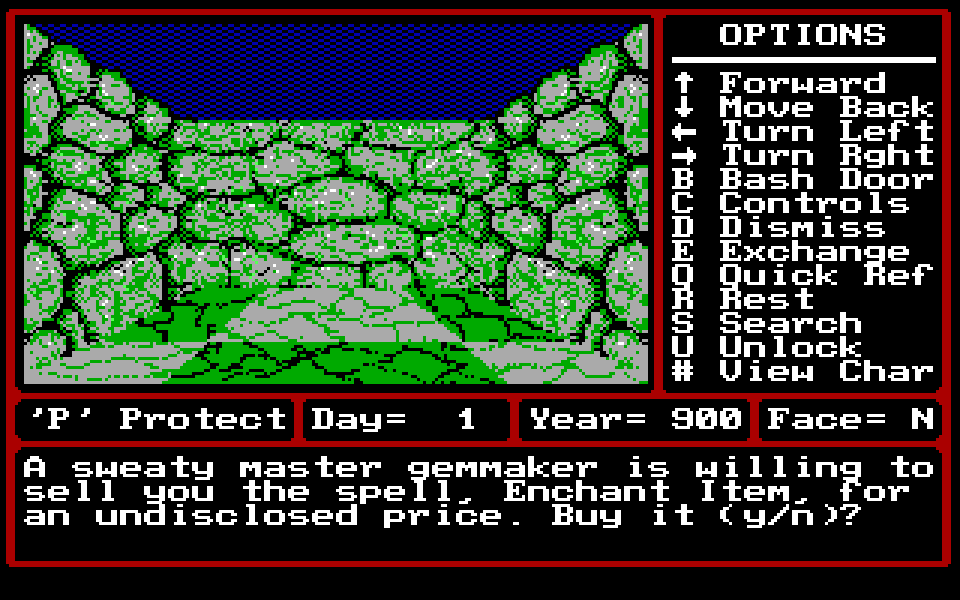 OPTIONS
↑ Forward
↓ Move Back
← Turn Left
→ Turn Rght
B Bash Door
C Controls
D Dismiss
E Exchange
Q Quick Ref
R Rest
S Search
U Unlock
# View Char
'P' Protect Day= 1 Year= 900 Face= N
A sweaty master gemmaker is willing to
sell you the spell, Enchant Item, for
an undisclosed price. Buy it (y/n)?